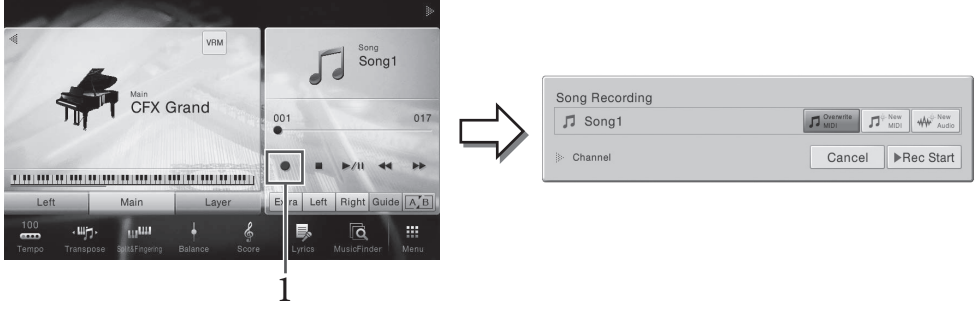 VRM
Main
CFX Grand
Song
Song1
001
017
Left
Main
Layer
Extra
Left
Right
Guide
A B
100
Tempo
Transpose
Split&Fingering
Balance
Score
Lyrics
MusicFinder
Menu
1
Song Recording
Song1
Overwrite
MIDI
New
MIDI
New
Audio
Channel
Cancel
Rec Start